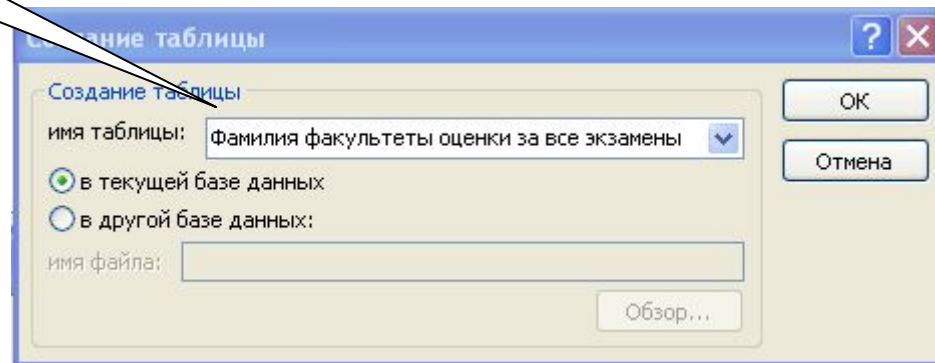 Создание таблицы
Создание таблицы
имя таблицы: Фамилия факультеты оценки за все экзамены
в текущей базе данных
в другой базе данных:
имя файла:
Обзор...
ОК
Отмена